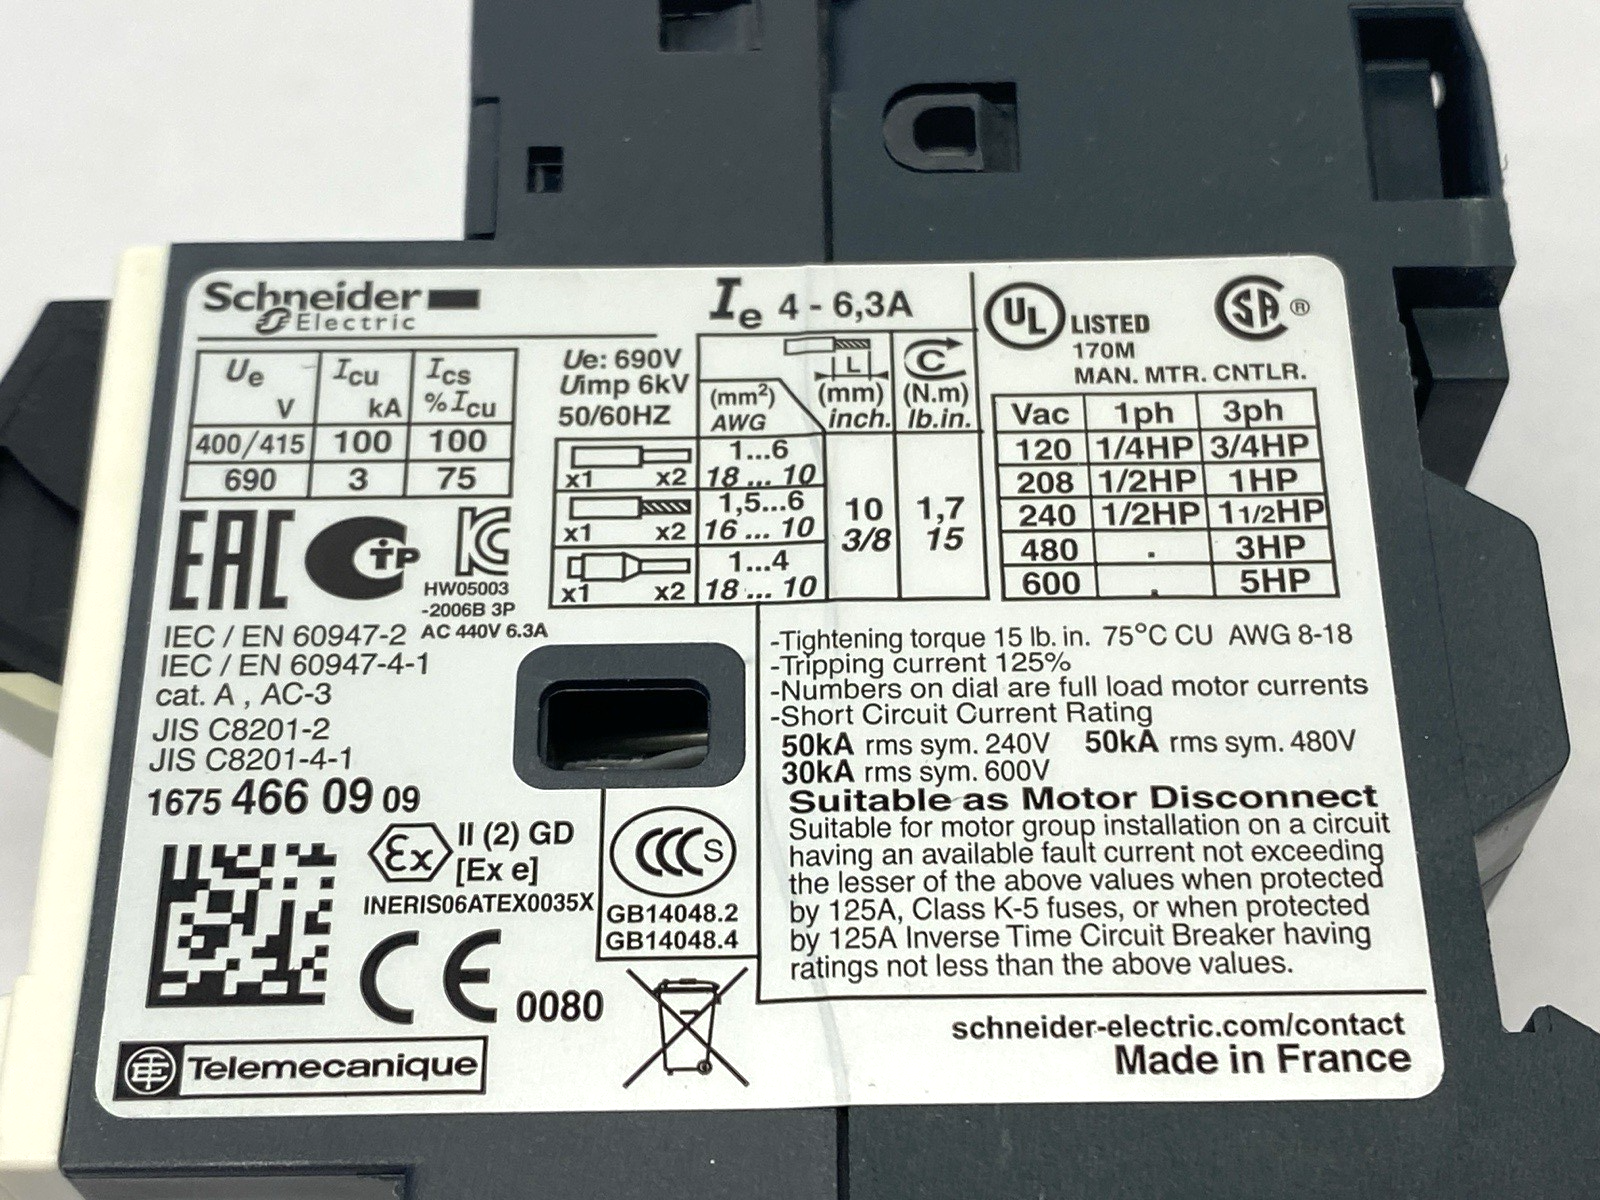 Schneider
Electric
Ie 4 - 6,3A
UL LISTED
170M
MAN. MTR. CNTLR.
SA ®
Ue V Icu kA Ics %Icu
400/415 100 100
690 3 75
Ue: 690V
Uimp 6kV
50/60HZ
(mm²) AWG
L (mm) inch.
C (N.m) lb.in.
x1 x2 1...6
18 ... 10
x1 x2 1,5...6
16 ... 10
x1 x2 1...4
18 ... 10
10
3/8
1,7
15
Vac 1ph 3ph
120 1/4HP 3/4HP
208 1/2HP 1HP
240 1/2HP 1 1/2HP
480 . 3HP
600 . 5HP
EAC
CTP
KC
HW05003
-2006B 3P
AC 440V 6.3A
IEC / EN 60947-2
IEC / EN 60947-4-1
cat. A , AC-3
JIS C8201-2
JIS C8201-4-1
1675 466 09 09
Ex II (2) GD
[Ex e]
INERIS06ATEX0035X
CE 0080
CCC S
GB14048.2
GB14048.4
-Tightening torque 15 lb. in. 75°C CU AWG 8-18
-Tripping current 125%
-Numbers on dial are full load motor currents
-Short Circuit Current Rating
50kA rms sym. 240V 50kA rms sym. 480V
30kA rms sym. 600V
Suitable as Motor Disconnect
Suitable for motor group installation on a circuit
having an available fault current not exceeding
the lesser of the above values when protected
by 125A, Class K-5 fuses, or when protected
by 125A Inverse Time Circuit Breaker having
ratings not less than the above values.
Telemecanique
schneider-electric.com/contact
Made in France